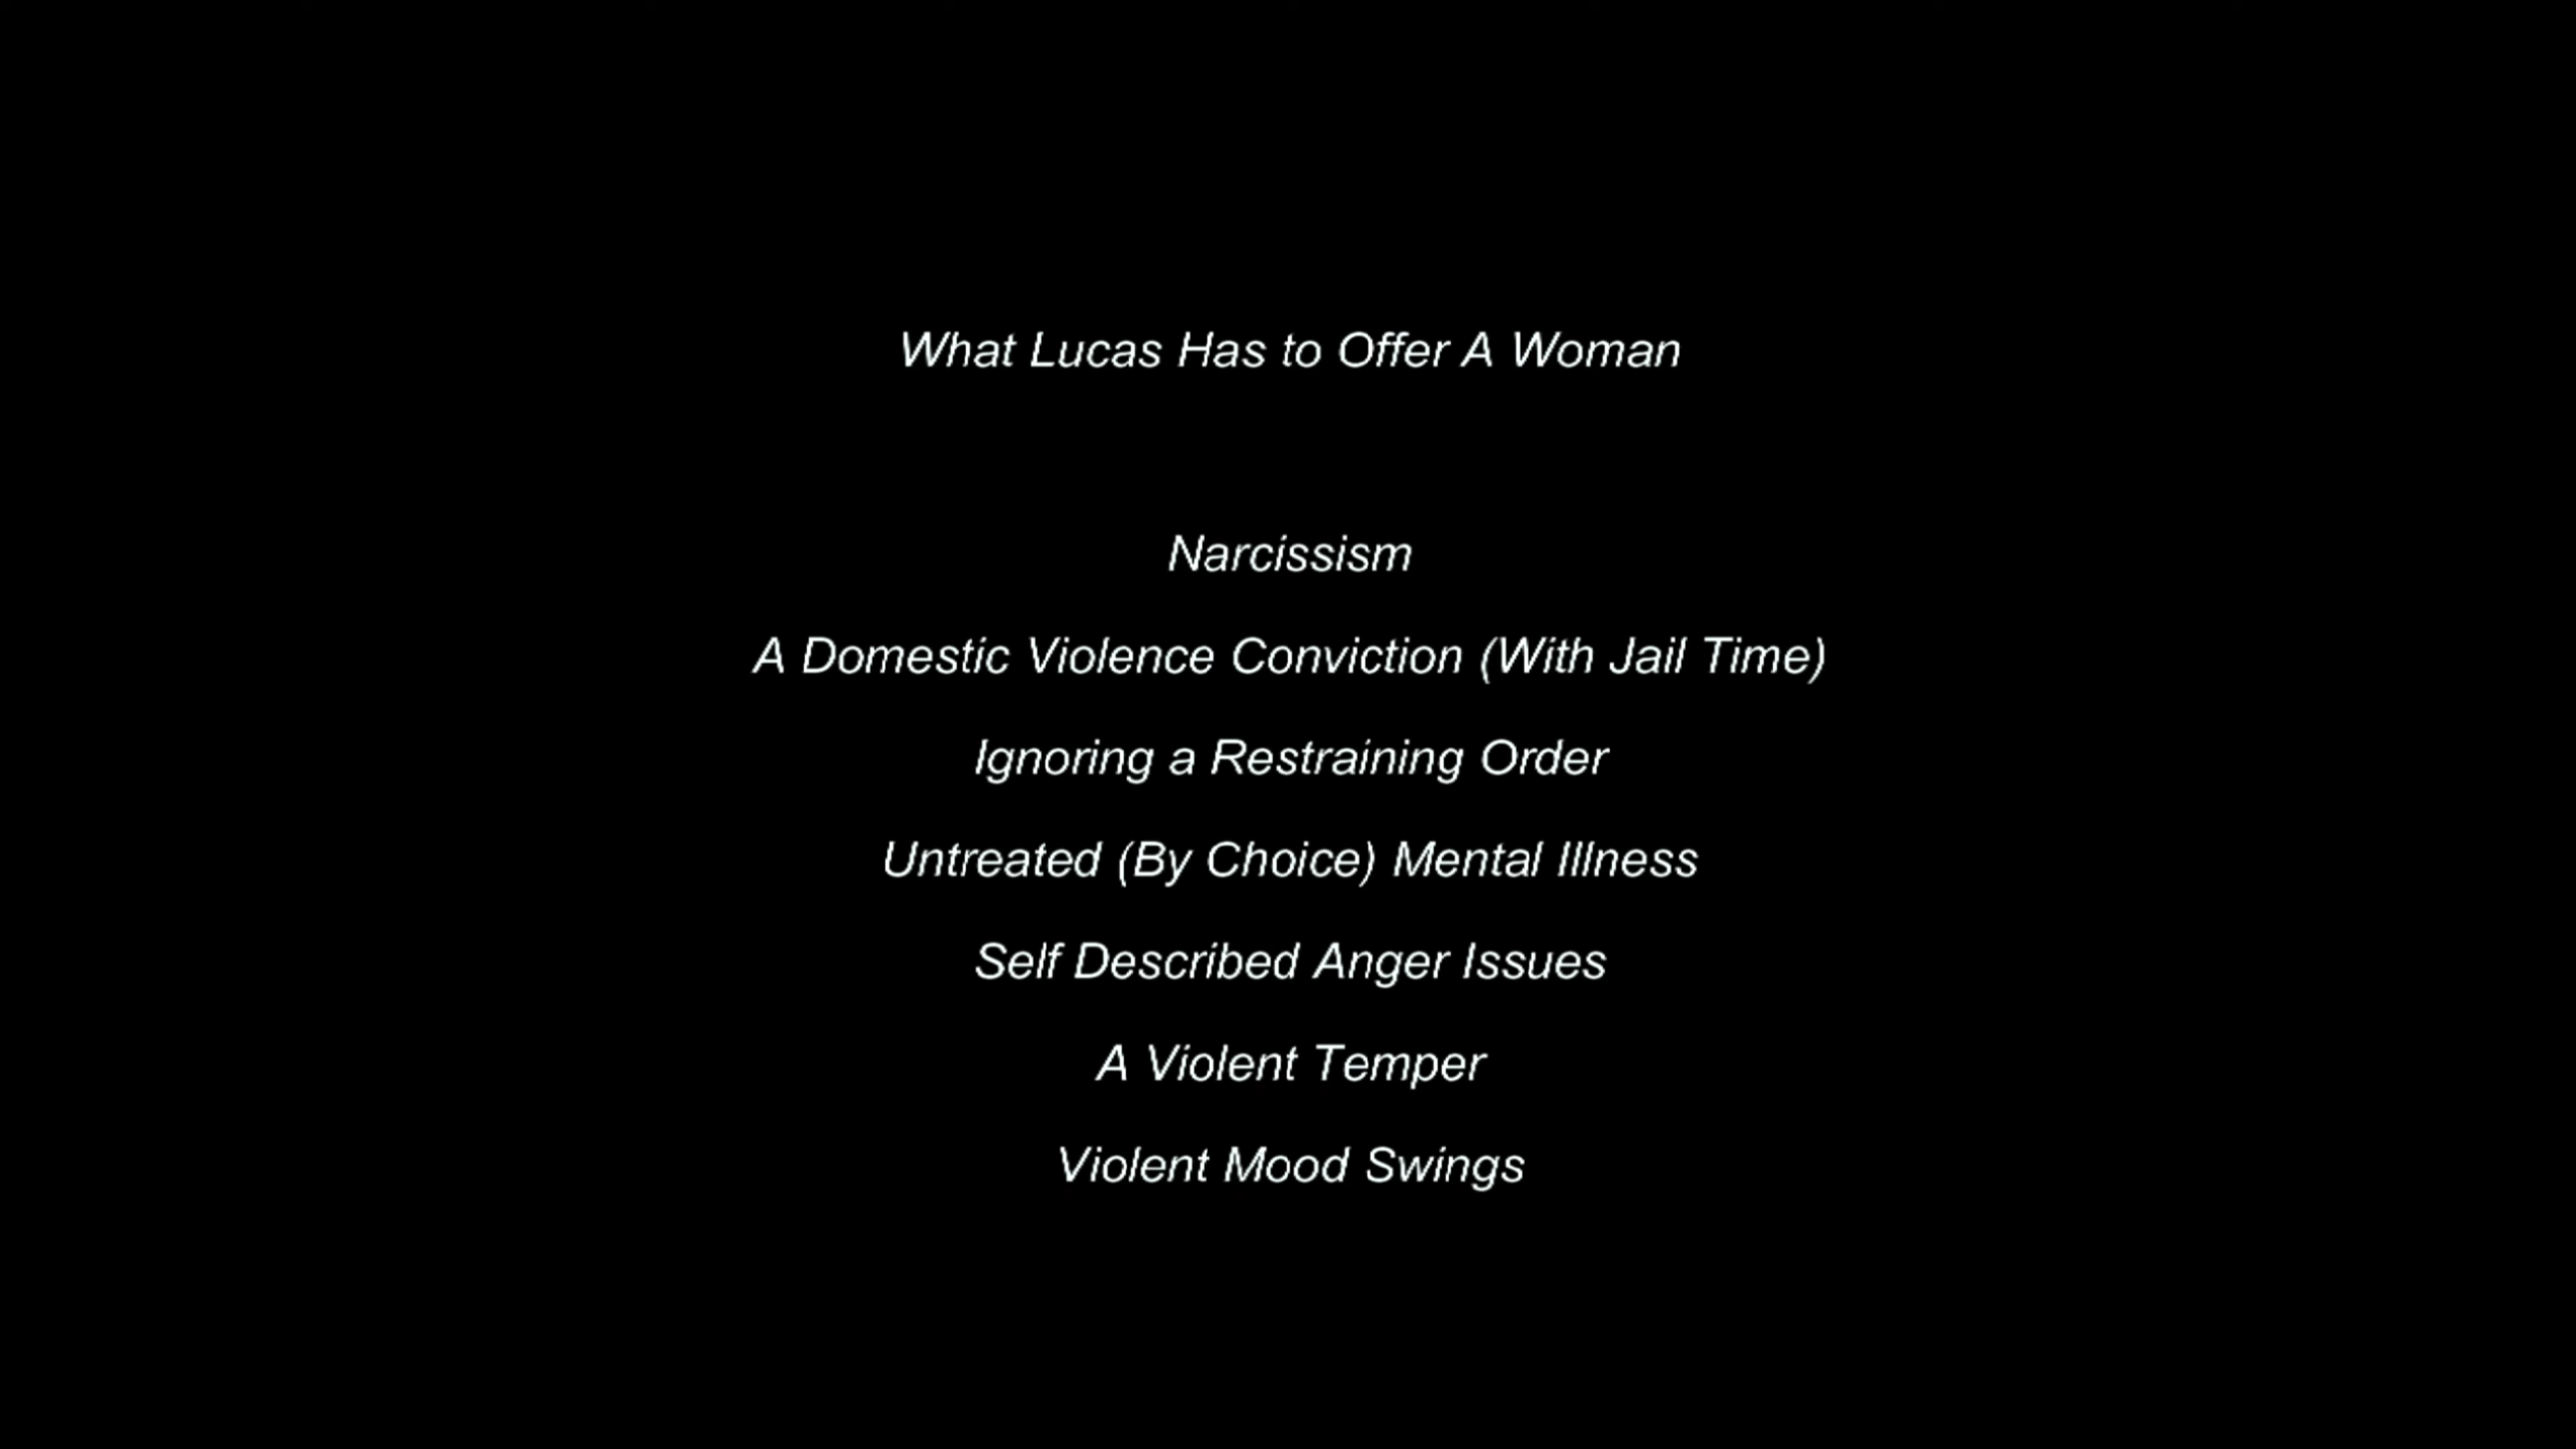 What Lucas Has to Offer A Woman
Narcissism
A Domestic Violence Conviction (With Jail Time)
Ignoring a Restraining Order
Untreated (By Choice) Mental Illness
Self Described Anger Issues
A Violent Temper
Violent Mood Swings